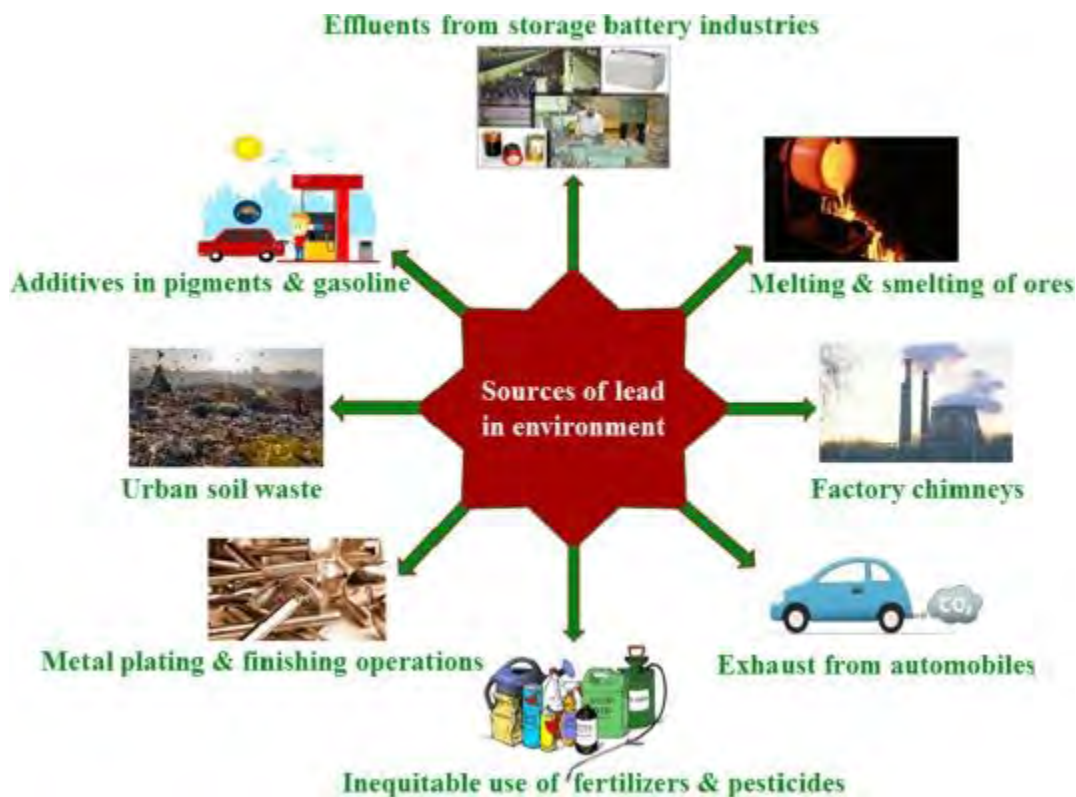 Effluents from storage battery industries
Additives in pigments & gasoline
Melting & smelting of ores
Sources of lead
in environment
Urban soil waste
Factory chimneys
CO₂
Metal plating & finishing operations
Exhaust from automobiles
Inequitable use of fertilizers & pesticides